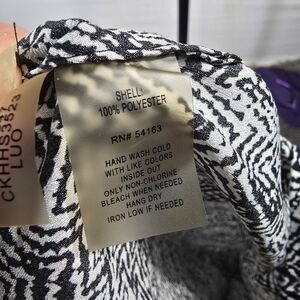 SHELL:
100% POLYESTER
RN# 54163
HAND WASH COLD
WITH LIKE COLORS
INSIDE OUT
ONLY NON-CHLORINE
BLEACH WHEN NEEDED
HANG DRY
IRON LOW IF NEEDED
CKHHS3523
LUO